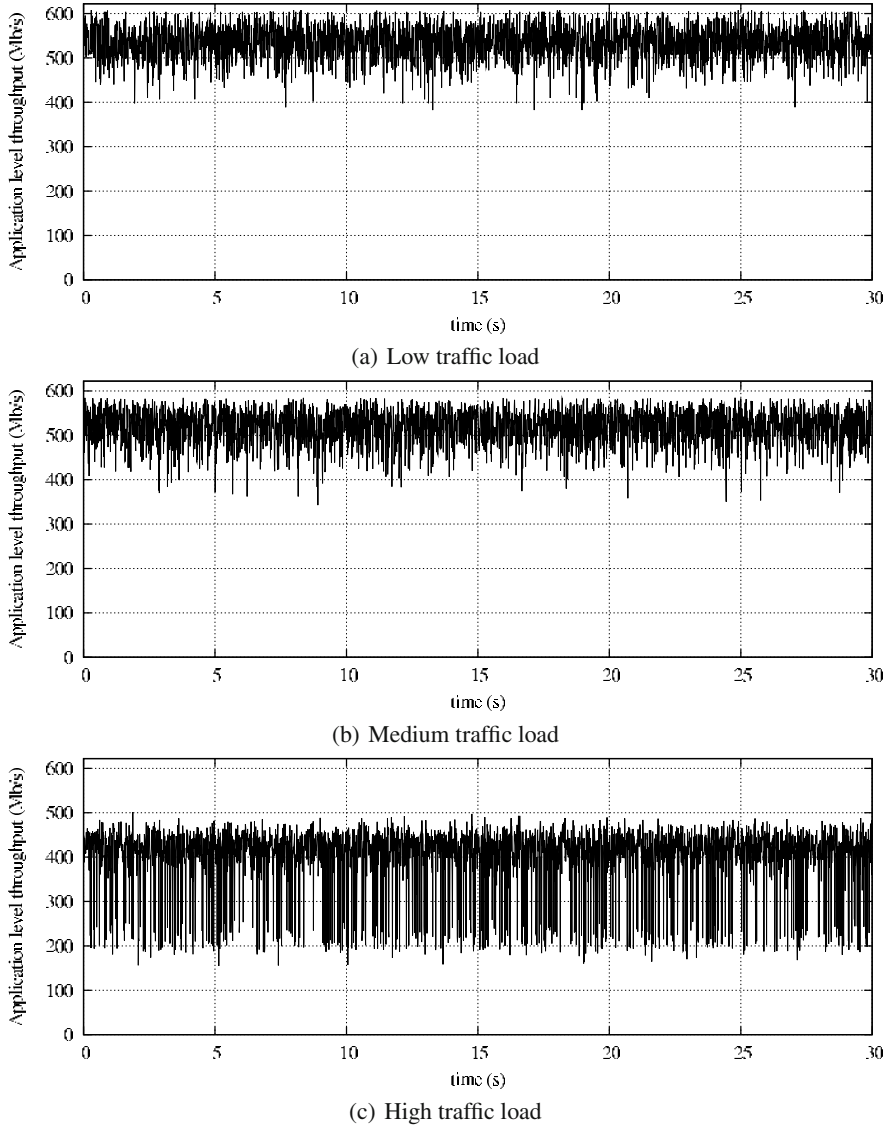 Application level throughput (Mb/s)
600
500
400
300
200
100
0
0 5 10 15 20 25 30
time (s)
(a) Low traffic load
Application level throughput (Mb/s)
600
500
400
300
200
100
0
0 5 10 15 20 25 30
time (s)
(b) Medium traffic load
Application level throughput (Mb/s)
600
500
400
300
200
100
0
0 5 10 15 20 25 30
time (s)
(c) High traffic load